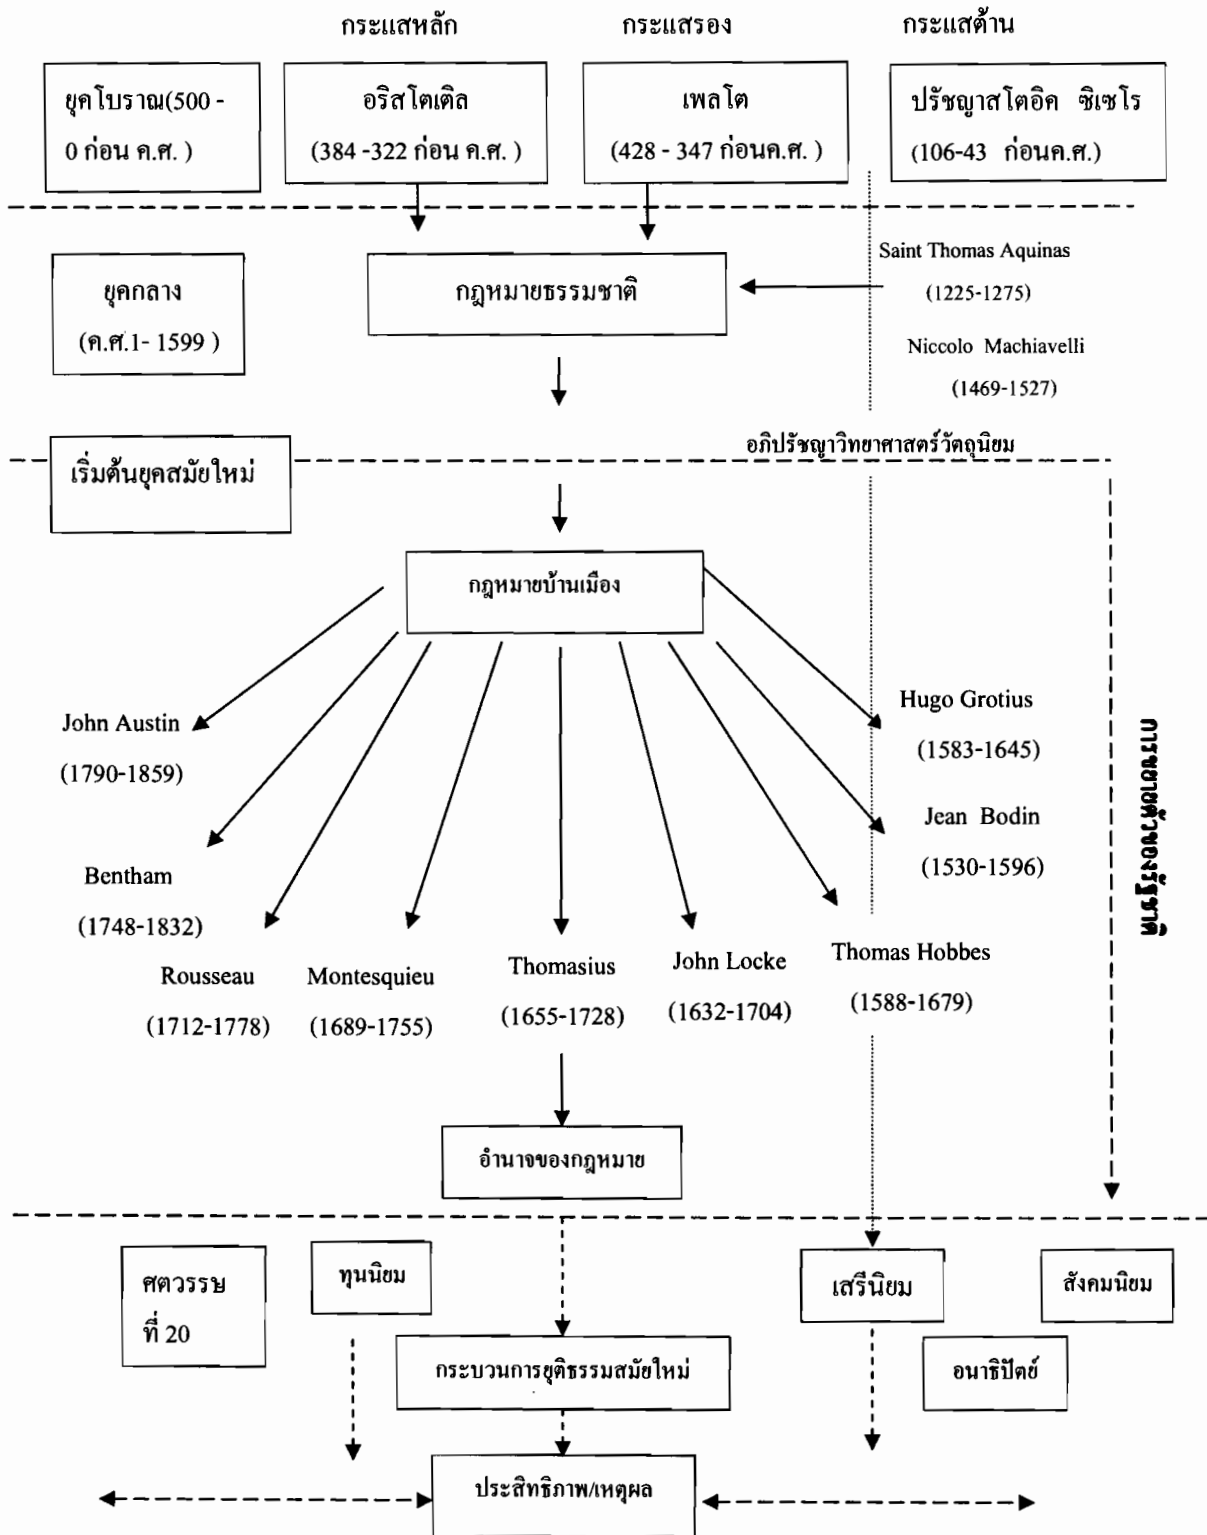 กระแสหลัก กระแสรอง กระแสต้าน
ยุคโบราณ(500 -
0 ก่อน ค.ศ. )
อริสโตเติล
(384 -322 ก่อน ค.ศ. )
เพลโต
(428 - 347 ก่อนค.ศ. )
ปรัชญาสโตอิค ซิเซโร
(106-43 ก่อนค.ศ.)
ยุคกลาง
(ค.ศ.1- 1599 )
กฎหมายธรรมชาติ
Saint Thomas Aquinas
(1225-1275)
Niccolo Machiavelli
(1469-1527)
อภิปรัชญาวิทยาศาสตร์วัตถุนิยม
เริ่มต้นยุคสมัยใหม่
กฎหมายบ้านเมือง
John Austin
(1790-1859)
Bentham
(1748-1832)
Rousseau
(1712-1778)
Montesquieu
(1689-1755)
Thomasius
(1655-1728)
John Locke
(1632-1704)
Thomas Hobbes
(1588-1679)
Hugo Grotius
(1583-1645)
Jean Bodin
(1530-1596)
การขยายตัวของรัฐชาติ
อำนาจของกฎหมาย
ศตวรรษ
ที่ 20
ทุนนิยม
เสรีนิยม
สังคมนิยม
กระบวนการยุติธรรมสมัยใหม่
อนาธิปัตย์
ประสิทธิภาพ/เหตุผล